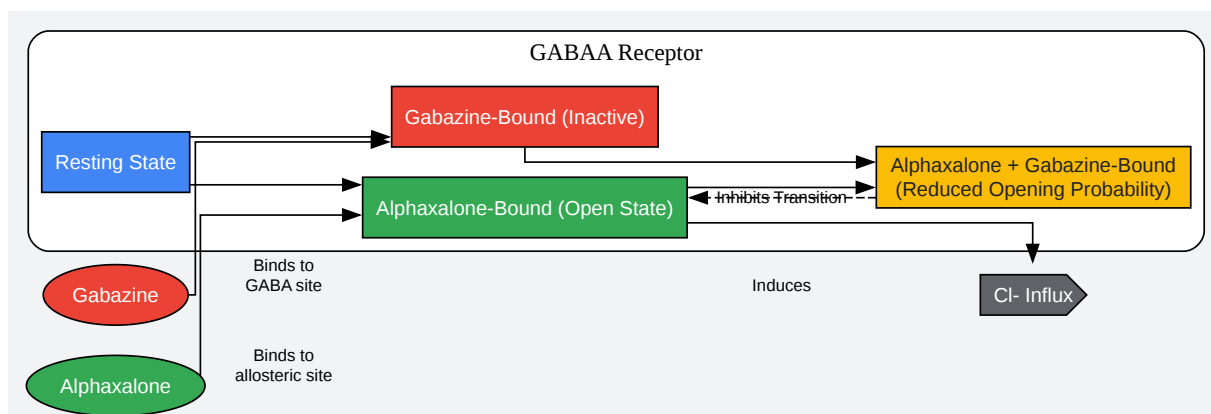 GABAA Receptor
Gabazine-Bound (Inactive)
Resting State
Alphaxalone + Gabazine-Bound
(Reduced Opening Probability)
Alphaxalone-Bound (Open State)
Inhibits Transition
Binds to
GABA site
Gabazine
Induces
Cl- Influx
Binds to
allosteric site
Alphaxalone